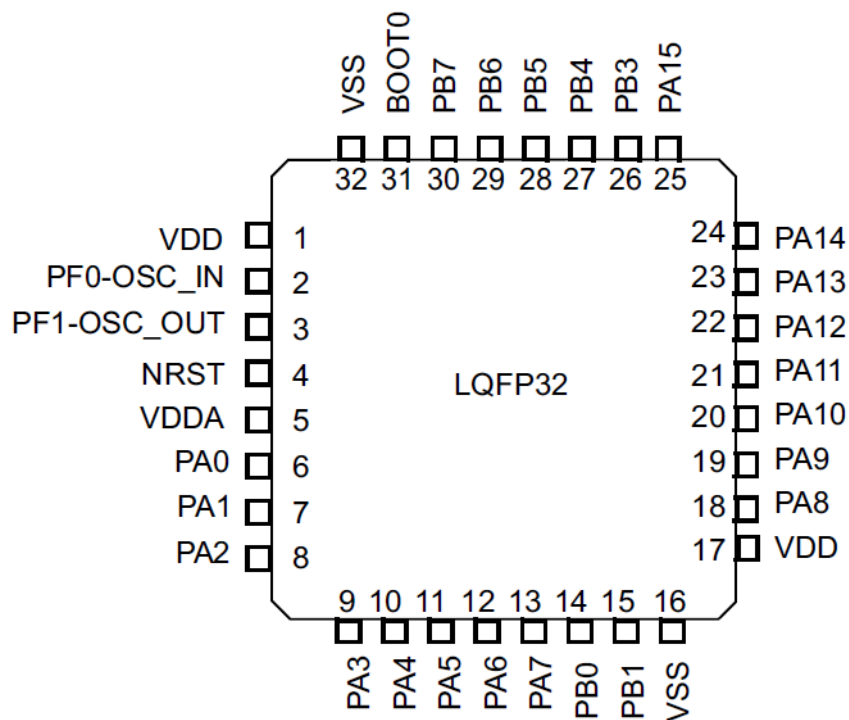 VSS
BOOT0
PB7
PB6
PB5
PB4
PB3
PA15
32 31 30 29 28 27 26 25
VDD 1
PF0-OSC_IN 2
PF1-OSC_OUT 3
NRST 4
VDDA 5
PA0 6
PA1 7
PA2 8
LQFP32
24 PA14
23 PA13
22 PA12
21 PA11
20 PA10
19 PA9
18 PA8
17 VDD
9 10 11 12 13 14 15 16
PA3
PA4
PA5
PA6
PA7
PB0
PB1
VSS